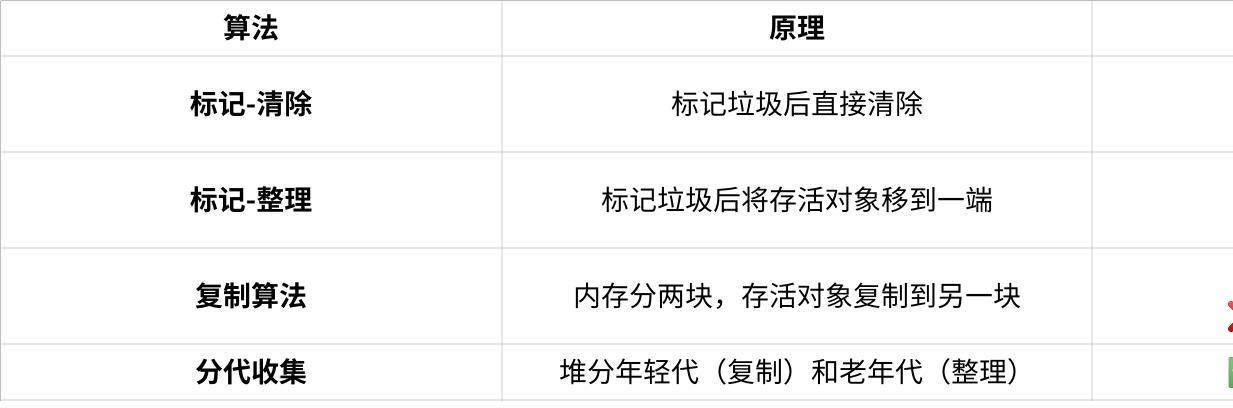 算法 原理
标记-清除 标记垃圾后直接清除
标记-整理 标记垃圾后将存活对象移到一端
复制算法 内存分两块，存活对象复制到另一块
分代收集 堆分年轻代（复制）和老年代（整理）